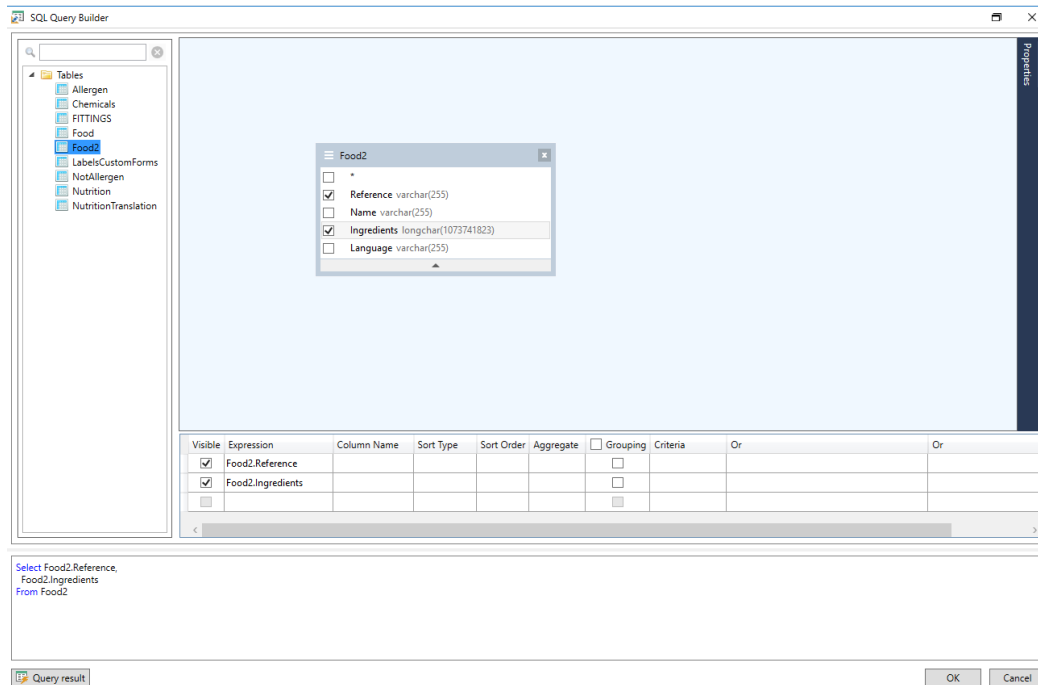 SQL Query Builder
Tables
Allergen
Chemicals
FITTINGS
Food
Food2
LabelsCustomForms
NotAllergen
Nutrition
NutritionTranslation
Properties
Food2
*
Reference varchar(255)
Name varchar(255)
Ingredients longchar(1073741823)
Language varchar(255)
Visible Expression Column Name Sort Type Sort Order Aggregate Grouping Criteria Or Or
Food2.Reference
Food2.Ingredients
Select Food2.Reference,
Food2.Ingredients
From Food2
Query result OK Cancel